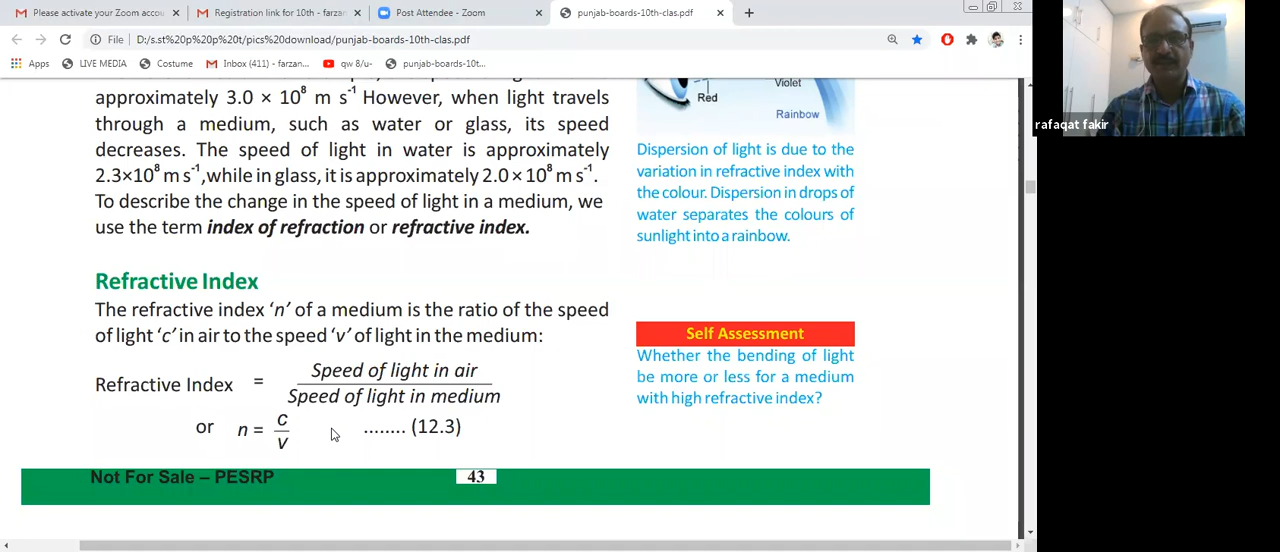 Please activate your Zoom accou
Registration link for 10th - farzan
Post Attendee - Zoom
punjab-boards-10th-clas.pdf
File
D:/s.st%20p%20p%20t/pics%20download/punjab-boards-10th-clas.pdf
Apps
LIVE MEDIA
Costume
Inbox (411) - farzan...
qw 8/u-
punjab-boards-10t...
approximately 3.0 × 10⁸ m s⁻¹ However, when light travels
through a medium, such as water or glass, its speed
decreases. The speed of light in water is approximately
2.3×10⁸ m s⁻¹,while in glass, it is approximately 2.0 × 10⁸ m s⁻¹.
To describe the change in the speed of light in a medium, we
use the term index of refraction or refractive index.
Refractive Index
The refractive index ‘n’ of a medium is the ratio of the speed
of light ‘c’ in air to the speed ‘v’ of light in the medium:
Refractive Index = Speed of light in air
Speed of light in medium
or n = c
v
........ (12.3)
Violet
Red
Rainbow
Dispersion of light is due to the
variation in refractive index with
the colour. Dispersion in drops of
water separates the colours of
sunlight into a rainbow.
Self Assessment
Whether the bending of light
be more or less for a medium
with high refractive index?
Not For Sale – PESRP
43
rafaqat fakir